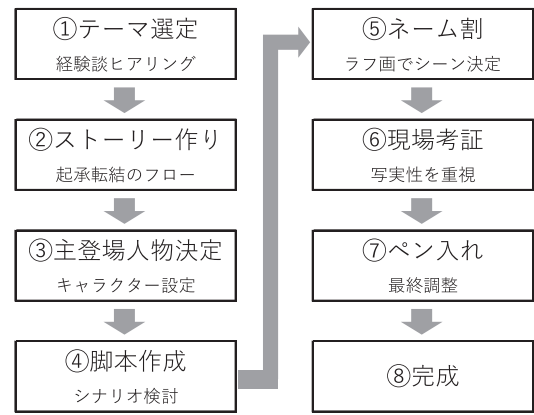 ①テーマ選定
経験談ヒアリング
②ストーリー作り
起承転結のフロー
③主登場人物決定
キャラクター設定
④脚本作成
シナリオ検討
⑤ネーム割
ラフ画でシーン決定
⑥現場考証
写実性を重視
⑦ペン入れ
最終調整
⑧完成